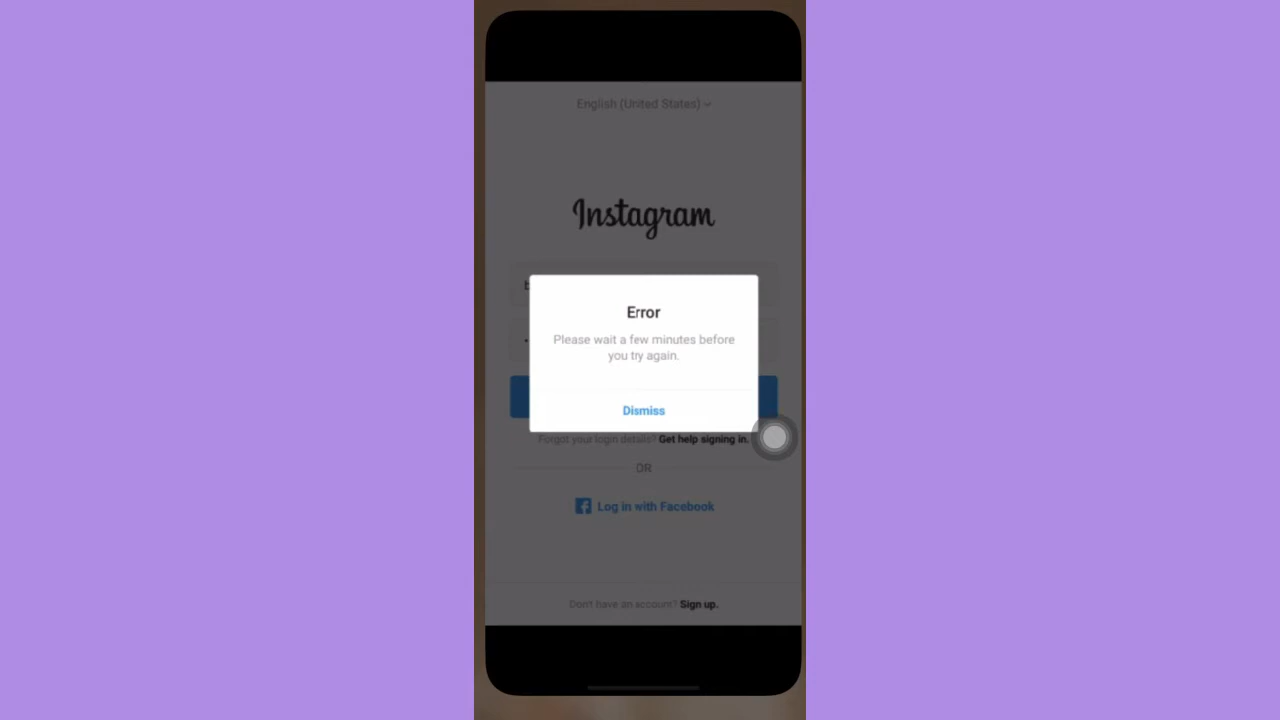 English (United States)
Instagram
Error
Please wait a few minutes before
you try again.
Dismiss
Forgot your login details? Get help signing in.
OR
Log in with Facebook
Don't have an account? Sign up.